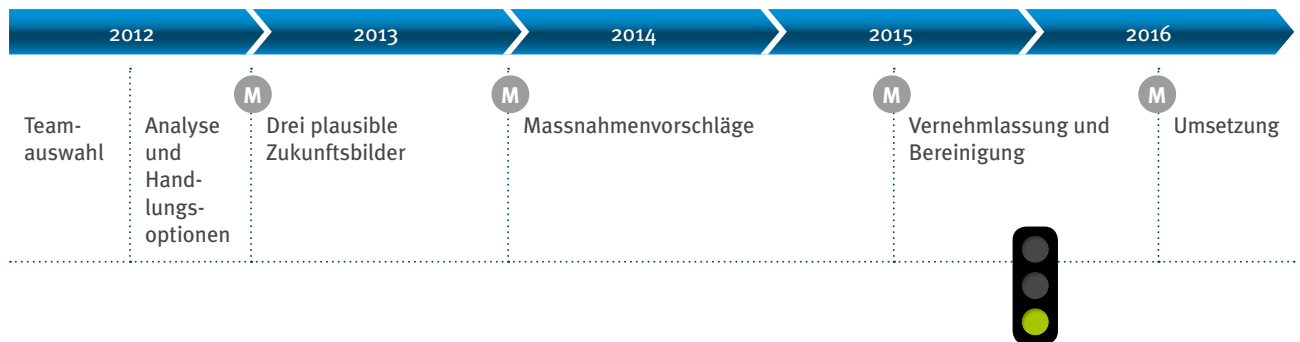 2012
2013
2014
2015
2016
M
M
M
M
Team-
auswahl
Analyse
und
Hand-
lungs-
optionen
Drei plausible
Zukunftsbilder
Massnahmenvorschläge
Vernehmlassung und
Bereinigung
Umsetzung